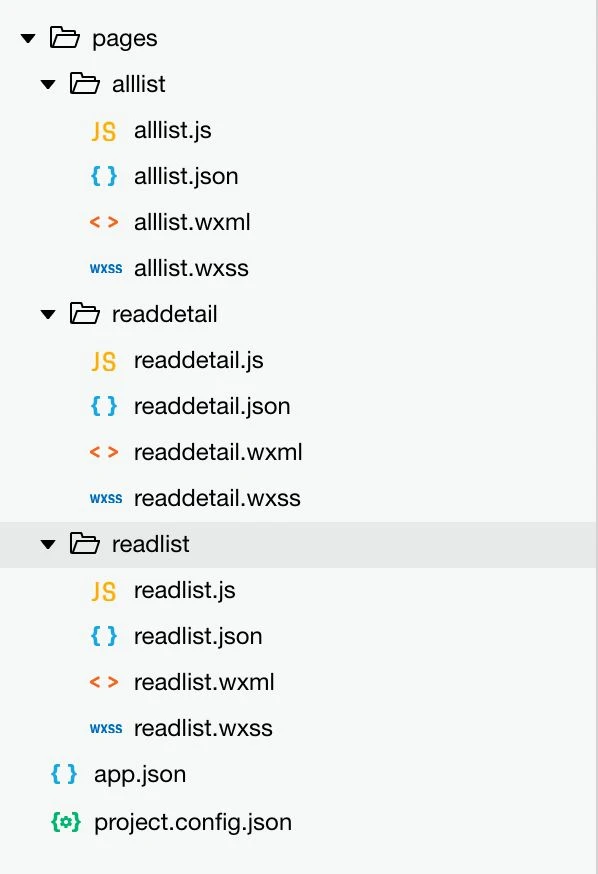 pages
alllist
JS alllist.js
{ } alllist.json
< > alllist.wxml
wxss alllist.wxss
readdetail
JS readdetail.js
{ } readdetail.json
< > readdetail.wxml
wxss readdetail.wxss
readlist
JS readlist.js
{ } readlist.json
< > readlist.wxml
wxss readlist.wxss
{ } app.json
{ } project.config.json